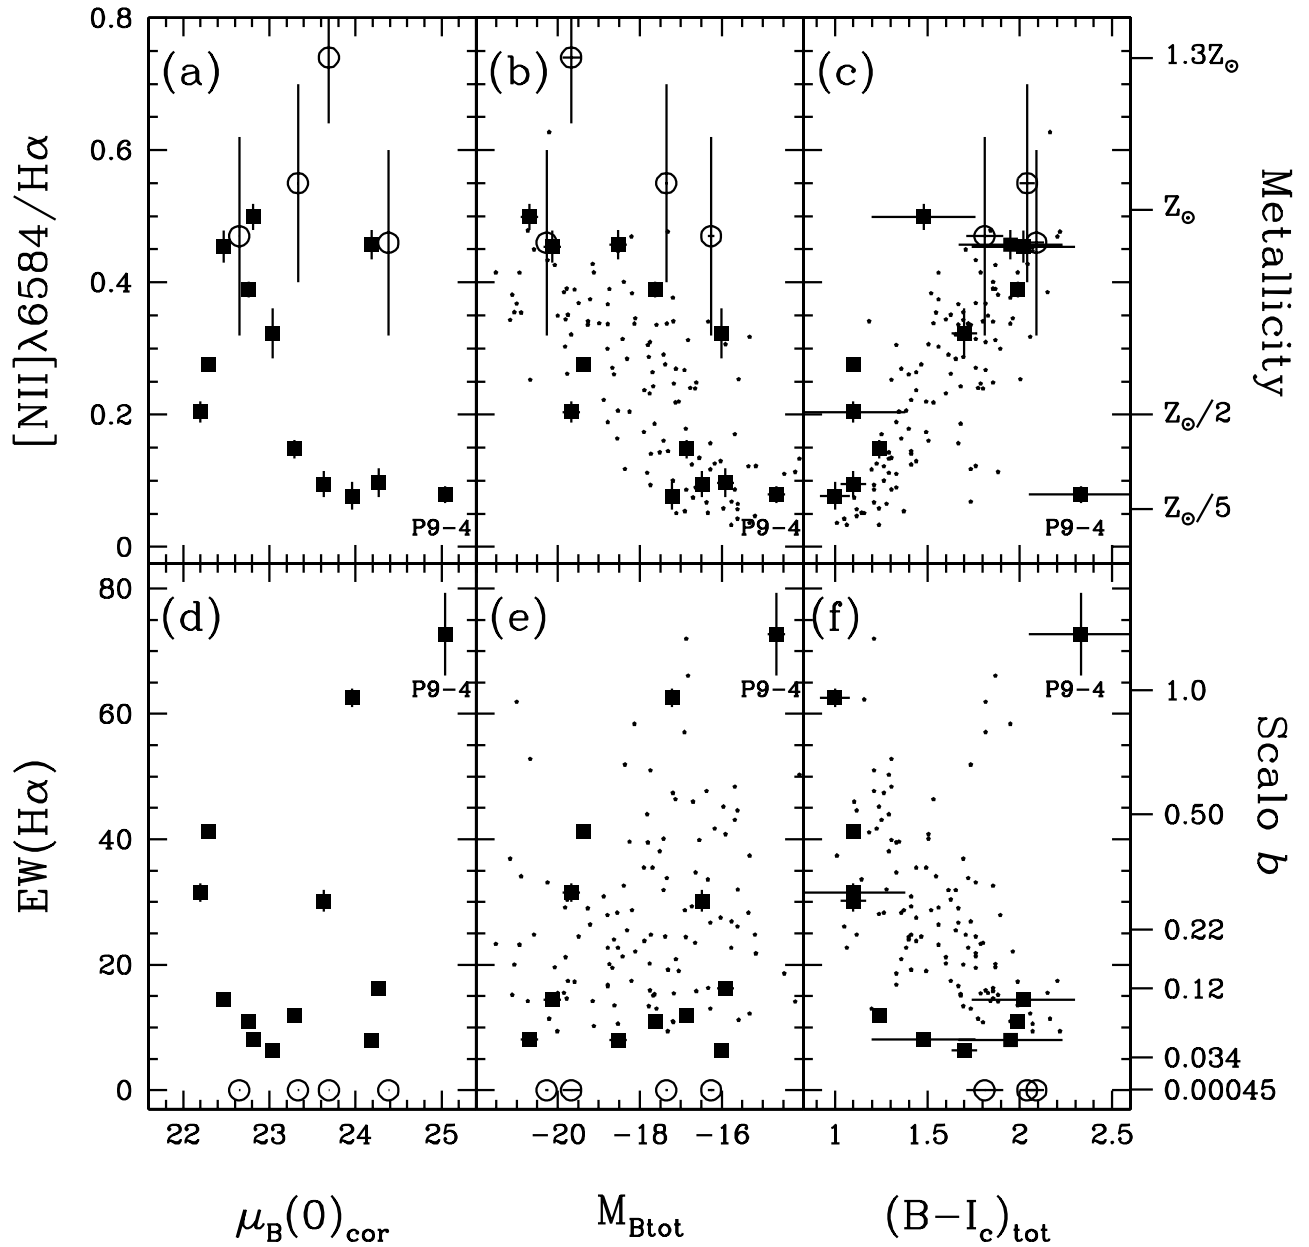 0.8
0.6
0.4
0.2
0
[NII]λ6584/Hα
(a)
(b)
(c)
P9-4
P9-4
P9-4
1.3Z⊙
Z⊙
Z⊙/2
Z⊙/5
Metallicity
80
60
40
20
0
EW(Hα)
(d)
(e)
(f)
P9-4
P9-4
P9-4
1.0
0.50
0.22
0.12
0.034
0.00045
Scalo b
22 23 24 25
-20 -18 -16
1 1.5 2 2.5
μB(0)cor
MBtot
(B-Ic)tot